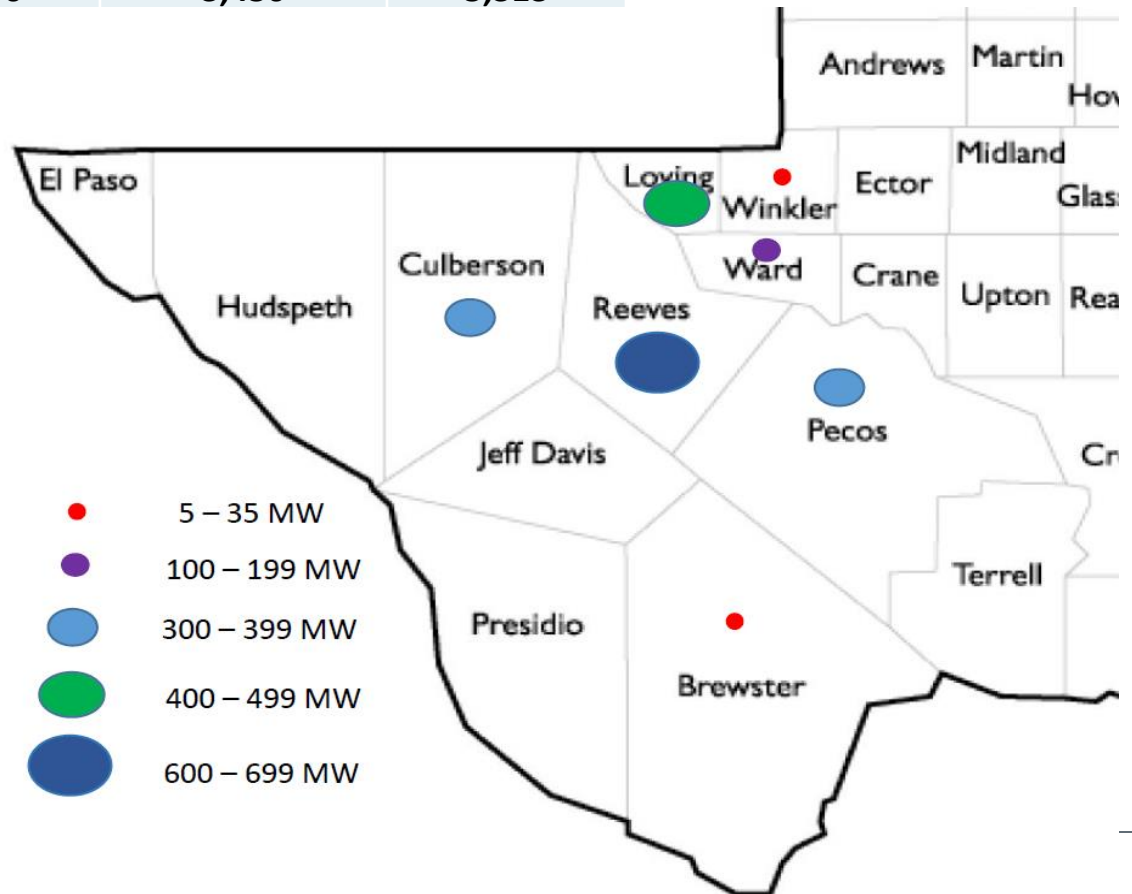 Andrews
Martin
El Paso
Loving
Winkler
Ector
Midland
Culberson
Ward
Crane
Hudspeth
Reeves
Upton
Pecos
Jeff Davis
5 – 35 MW
100 – 199 MW
Terrell
300 – 399 MW
Presidio
400 – 499 MW
Brewster
600 – 699 MW